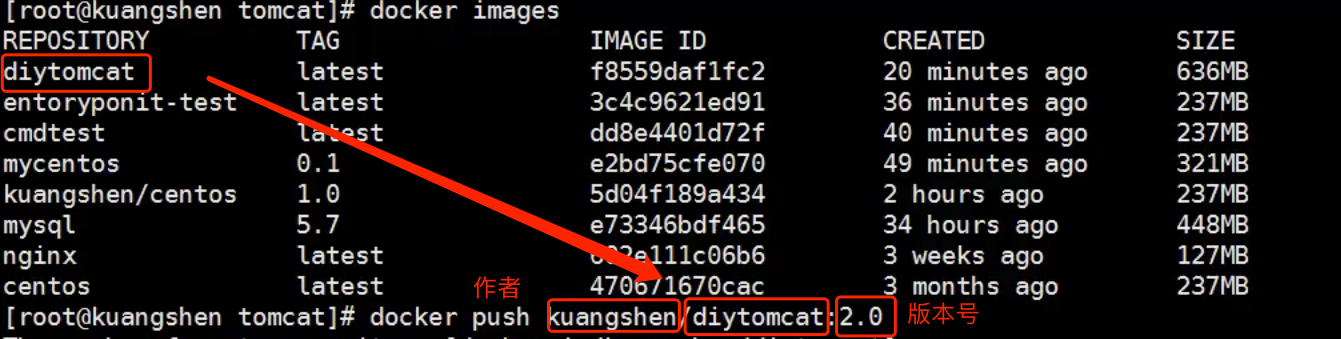 [root@kuangshen tomcat]# docker images
REPOSITORY TAG IMAGE ID CREATED SIZE
diytomcat latest f8559daf1fc2 20 minutes ago 636MB
entoryponit-test latest 3c4c9621ed91 36 minutes ago 237MB
cmdtest latest dd8e4401d72f 40 minutes ago 237MB
mycentos 0.1 e2bd75cfe070 49 minutes ago 321MB
kuangshen/centos 1.0 5d04f189a434 2 hours ago 237MB
mysql 5.7 e73346bdf465 34 hours ago 448MB
nginx latest 602e111c06b6 3 weeks ago 127MB
centos latest 470671670cac 3 months ago 237MB
作者
[root@kuangshen tomcat]# docker push kuangshen/diytomcat:2.0 版本号